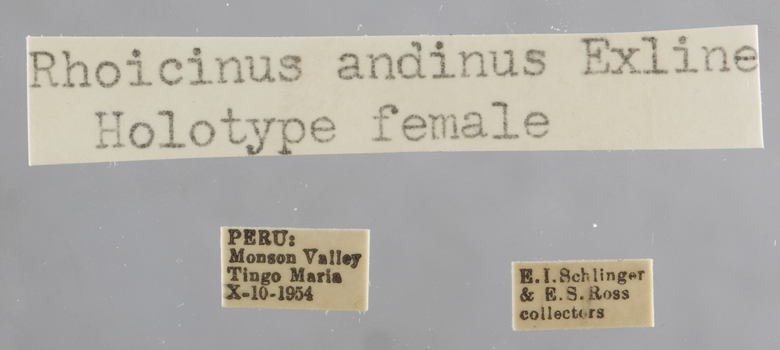 Rhoicinus andinus Exline
Holotype female
PERU:
Monson Valley
Tingo Maria
X-10-1954
E.I.Schlinger
& E.S.Ross
collectors